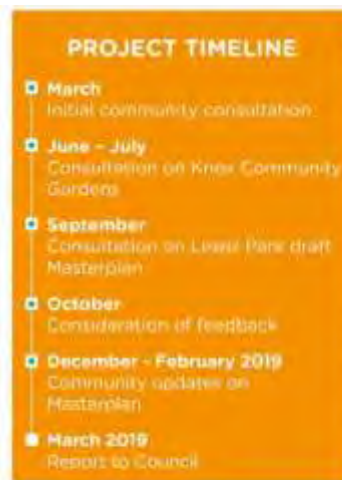 PROJECT TIMELINE
March
Initial community consultation
June – July
Consultation on Knox Community
Gardens
September
Consultation on Lewis Park draft
Masterplan
October
Consideration of feedback
December - February 2019
Community updates on
Masterplan
March 2019
Report to Council